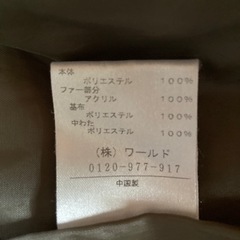 本体
ポリエステル 100%
ファー部分
アクリル 100%
基布
ポリエステル 100%
中わた
ポリエステル 100%
(株)ワールド
0120-977-917
中国製